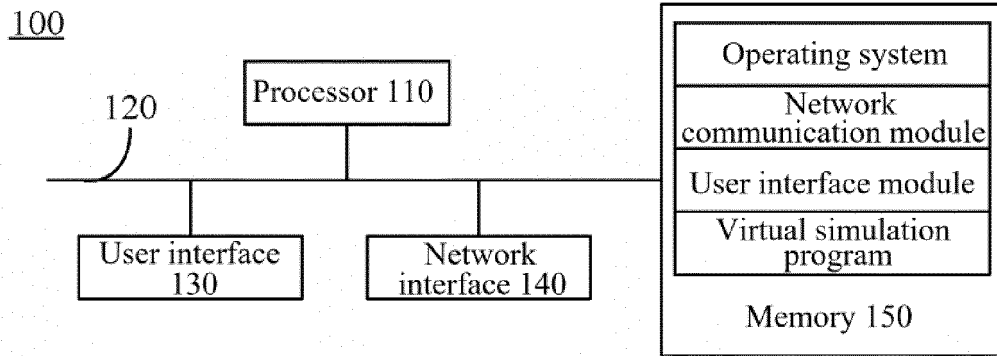 100
Processor 110
120
User interface
130
Network
interface 140
Operating system
Network
communication module
User interface module
Virtual simulation
program
Memory 150